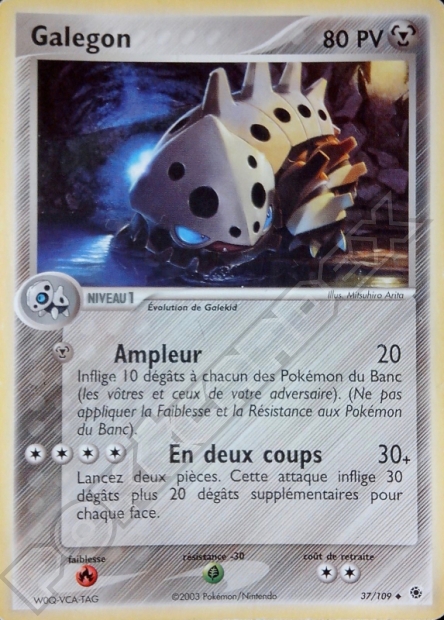 Galegon 80 PV
Illus. Mitsuhiro Arita
NIVEAU 1
Évolution de Galekid
Ampleur 20
Inflige 10 dégâts à chacun des Pokémon du Banc
(les vôtres et ceux de votre adversaire). (Ne pas
appliquer la Faiblesse et la Résistance aux Pokémon
du Banc).
En deux coups 30+
Lancez deux pièces. Cette attaque inflige 30
dégâts plus 20 dégâts supplémentaires pour
chaque face.
faiblesse résistance -30 coût de retraite
W0Q-VCA-TAG ©2003 Pokémon/Nintendo 37/109